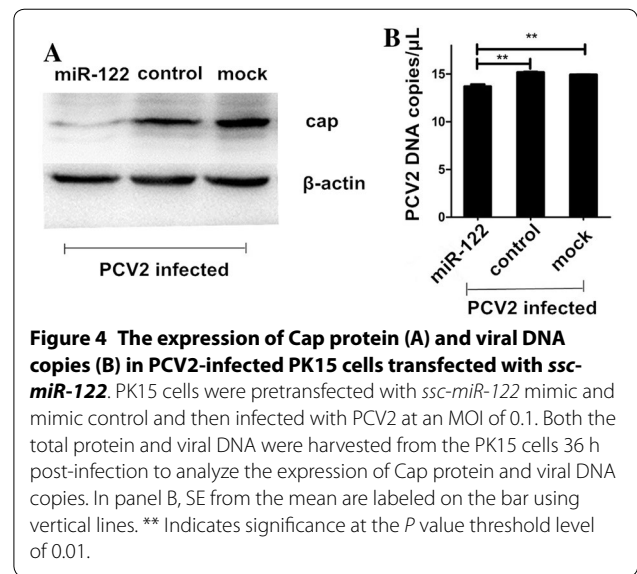 A
miR-122 control mock
cap
β-actin
PCV2 infected
B
PCV2 DNA copies/μL
**
**
15
10
5
0
miR-122
control
mock
PCV2 infected
Figure 4 The expression of Cap protein (A) and viral DNA
copies (B) in PCV2-infected PK15 cells transfected with ssc-
miR-122. PK15 cells were pretransfected with ssc-miR-122 mimic and
mimic control and then infected with PCV2 at an MOI of 0.1. Both the
total protein and viral DNA were harvested from the PK15 cells 36 h
post-infection to analyze the expression of Cap protein and viral DNA
copies. In panel B, SE from the mean are labeled on the bar using
vertical lines. ** Indicates significance at the P value threshold level
of 0.01.